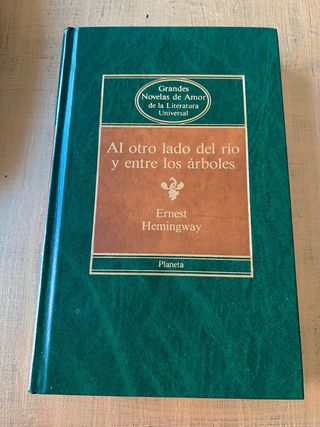 Grandes
Novelas de Amor
de la Literatura
Universal
Al otro lado del río
y entre los árboles
Ernest
Hemingway
Planeta